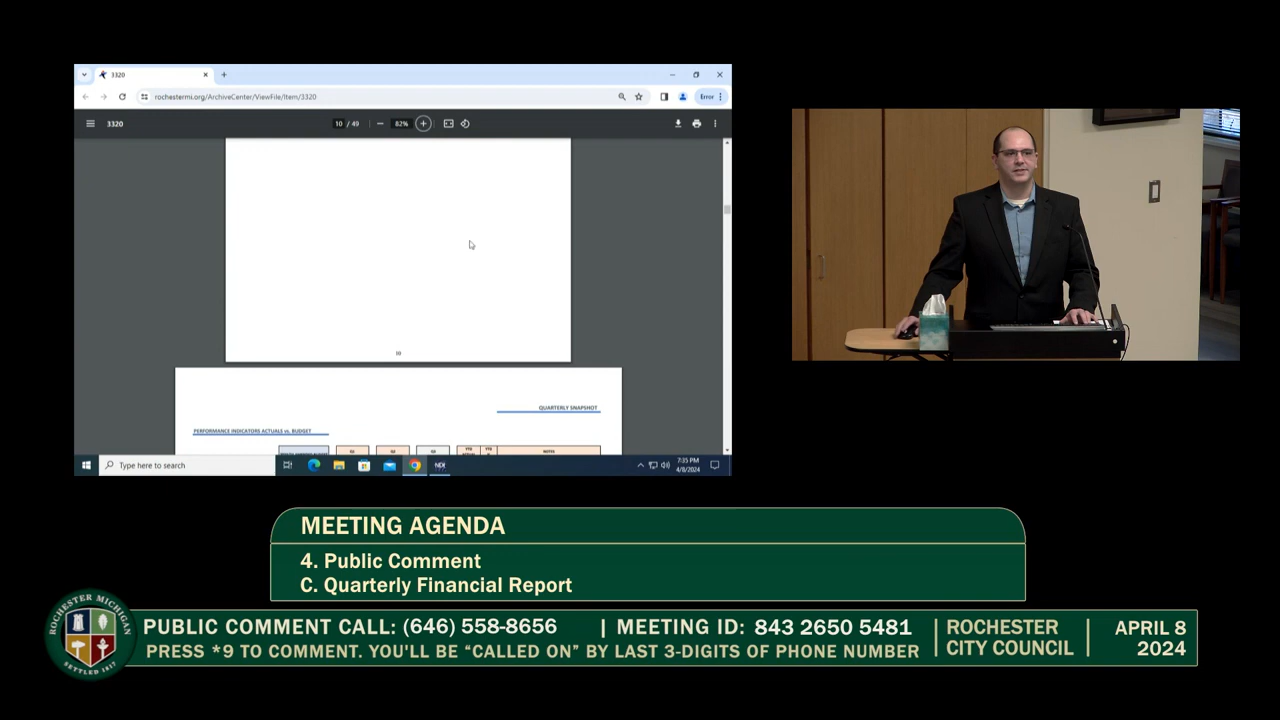 3320
rochestermi.org/ArchiveCenter/ViewFile/Item/3320
Error
3320
10 / 49
82%
10
QUARTERLY SNAPSHOT
PERFORMANCE INDICATORS ACTUALS vs. BUDGET
NOTES
Type here to search
NDI
7:35 PM
4/8/2024
MEETING AGENDA
4. Public Comment
C. Quarterly Financial Report
ROCHESTER MICHIGAN
SETTLED 1817
PUBLIC COMMENT CALL: (646) 558-8656 | MEETING ID: 843 2650 5481
PRESS *9 TO COMMENT. YOU'LL BE “CALLED ON” BY LAST 3-DIGITS OF PHONE NUMBER
ROCHESTER
CITY COUNCIL
APRIL 8
2024